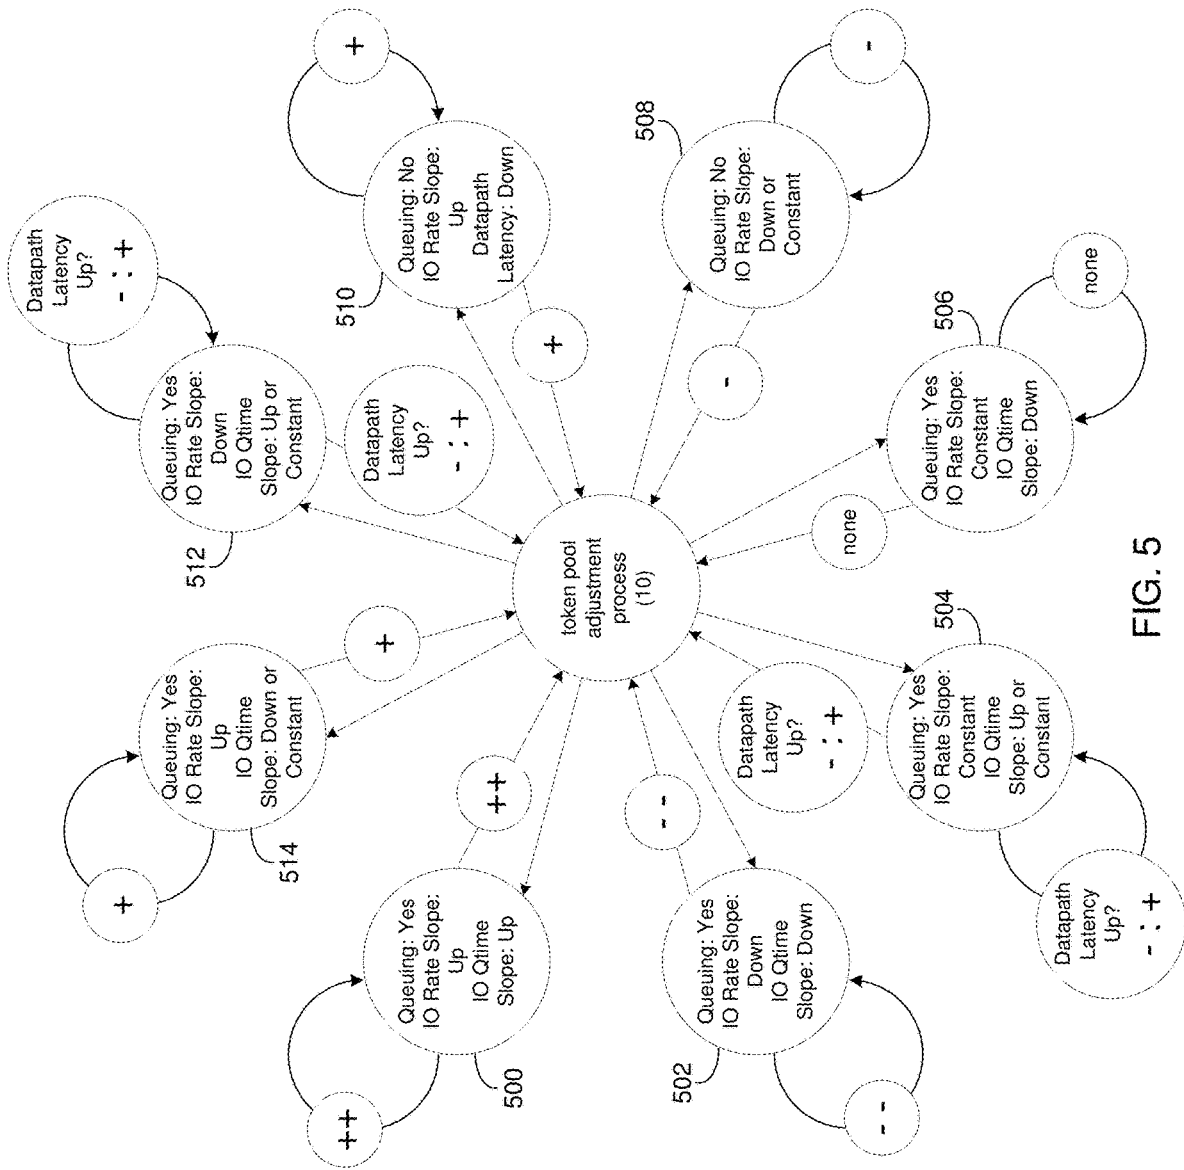 Datapath
Latency
Up?
- : +
+
+
Queuing: Yes
IO Rate Slope:
Up
IO Qtime
Slope: Down or
Constant
514
+
Queuing: Yes
IO Rate Slope:
Down
IO Qtime
Slope: Up or
Constant
512
Datapath
Latency
Up?
- : +
Queuing: No
IO Rate Slope:
Up
Datapath
Latency: Down
510
+
++
Queuing: Yes
IO Rate Slope:
Up
IO Qtime
Slope: Up
500
++
token pool
adjustment
process
(10)
- -
Queuing: Yes
IO Rate Slope:
Down
IO Qtime
Slope: Down
502
- -
Datapath
Latency
Up?
- : +
none
-
Queuing: No
IO Rate Slope:
Down or
Constant
508
-
Queuing: Yes
IO Rate Slope:
Constant
IO Qtime
Slope: Up or
Constant
504
Datapath
Latency
Up?
- : +
Queuing: Yes
IO Rate Slope:
Constant
IO Qtime
Slope: Down
506
none
FIG. 5